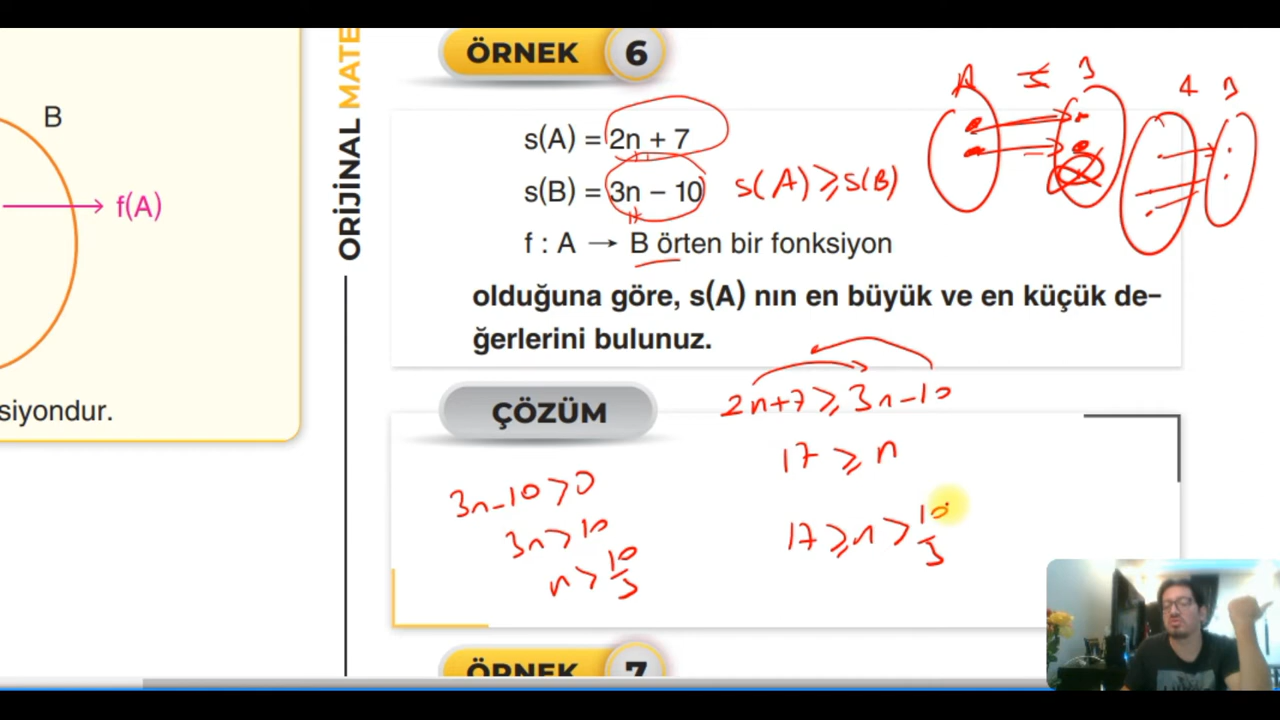 ORİJİNAL MATE
B
f(A)
siyondur.
ÖRNEK 6
s(A) = 2n + 7
s(B) = 3n − 10
s(A) ≥ s(B)
f : A → B örten bir fonksiyon
olduğuna göre, s(A) nın en büyük ve en küçük de-
ğerlerini bulunuz.
A ≤ 3
4 3
ÇÖZÜM
2n+7 ≥ 3n−10
17 ≥ n
17 ≥ n > 10/3
3n−10 > 0
3n > 10
n > 10/3
ÖRNEK 7